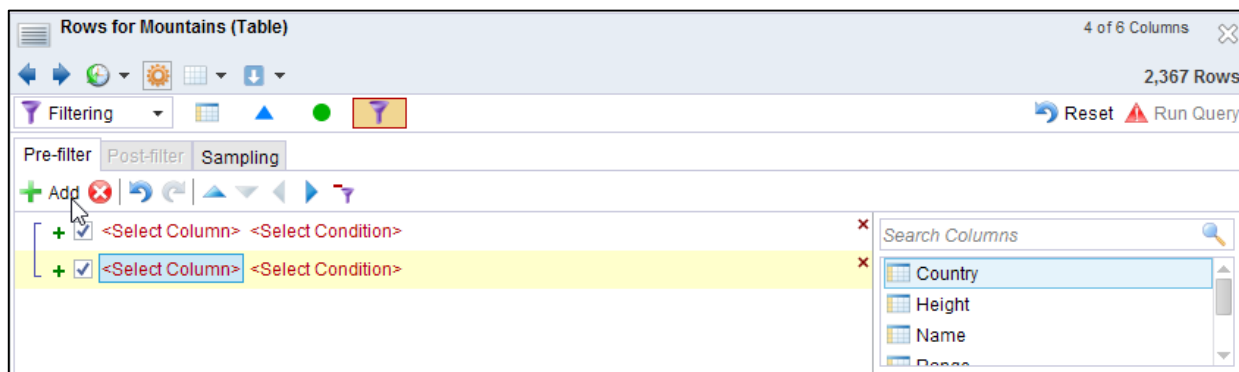 Rows for Mountains (Table) 4 of 6 Columns
2,367 Rows
Filtering Reset Run Query
Pre-filter Post-filter Sampling
Add
<Select Column> <Select Condition>
Search Columns
<Select Column> <Select Condition>
Country
Height
Name
Range